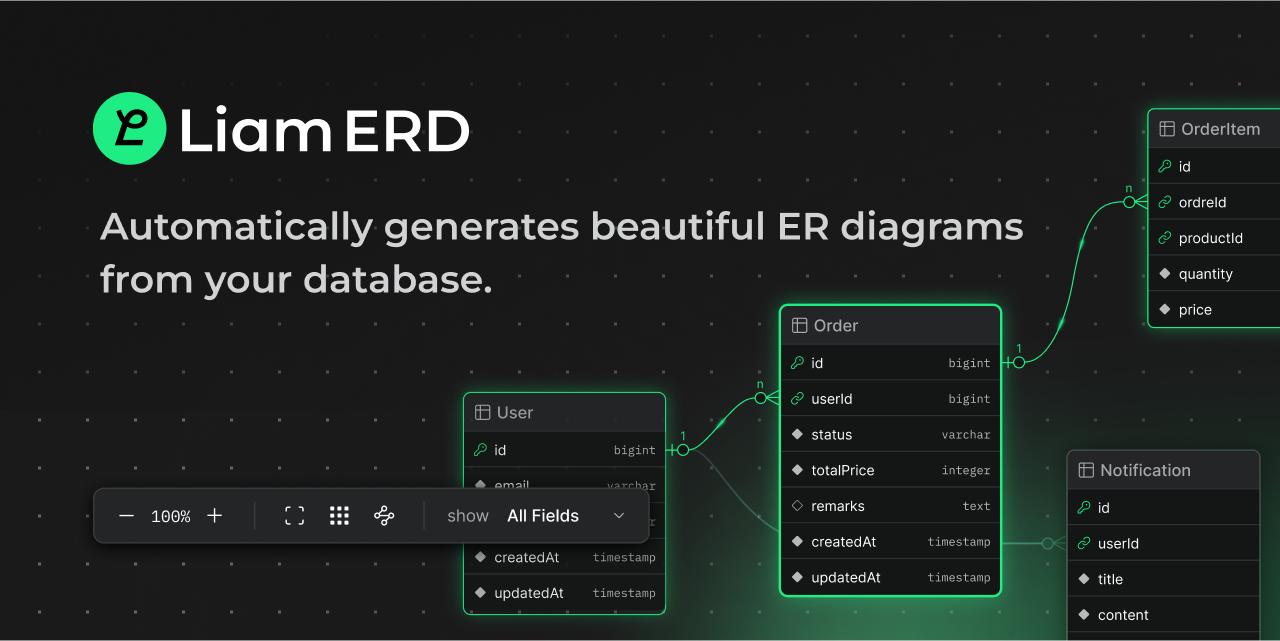 Liam ERD
Automatically generates beautiful ER diagrams
from your database.
OrderItem
id
ordreId
productId
quantity
price
n
1
Order
id bigint
userId bigint
status varchar
totalPrice integer
remarks text
createdAt timestamp
updatedAt timestamp
n
1
User
id bigint
email varchar
createdAt timestamp
updatedAt timestamp
100%
show All Fields
Notification
id
userId
title
content